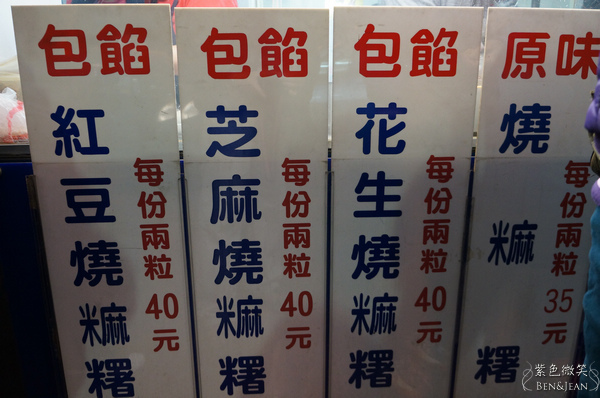 包餡
紅豆燒麻糬
每份兩粒40元
包餡
芝麻燒麻糬
每份兩粒40元
包餡
花生燒麻糬
每份兩粒40元
原味
燒麻糬
每份兩粒35元
紫色微笑
BEN&JEAN